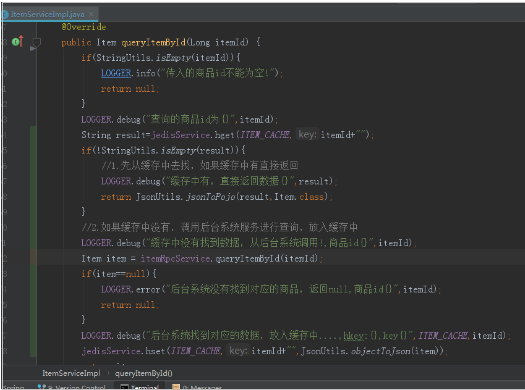 ItemServiceImpl.java ×
@Override
public Item queryItemById(Long itemId) {
if(StringUtils.isEmpty(itemId)){
LOGGER.info("传入的商品id不能为空!");
return null;
}
LOGGER.debug("查询的商品id为{}",itemId);
String result=jedisService.hget(ITEM_CACHE, key: itemId+"");
if(!StringUtils.isEmpty(result)){
//1.先从缓存中去找，如果缓存中有直接返回
LOGGER.debug("缓存中有，直接返回数据{}",result);
return JsonUtils.jsonToPojo(result,Item.class);
}
//2.如果缓存中没有，调用后台系统服务进行查询，放入缓存中
LOGGER.debug("缓存中没有找到数据，从后台系统调用!,商品id{}",itemId);
Item item = itemRpcService.queryItemById(itemId);
if(item==null){
LOGGER.error("后台系统没有找到对应的商品，返回null,商品id{}",itemId);
return null;
}
LOGGER.debug("后台系统找到对应的数据，放入缓存中.....hkey:{},key{}",ITEM_CACHE,itemId);
jedisService.hset(ITEM_CACHE, key: itemId+"",JsonUtils.objectToJson(item));
ItemServiceImpl › queryItemById()
9: Version Control Terminal 0: Messages